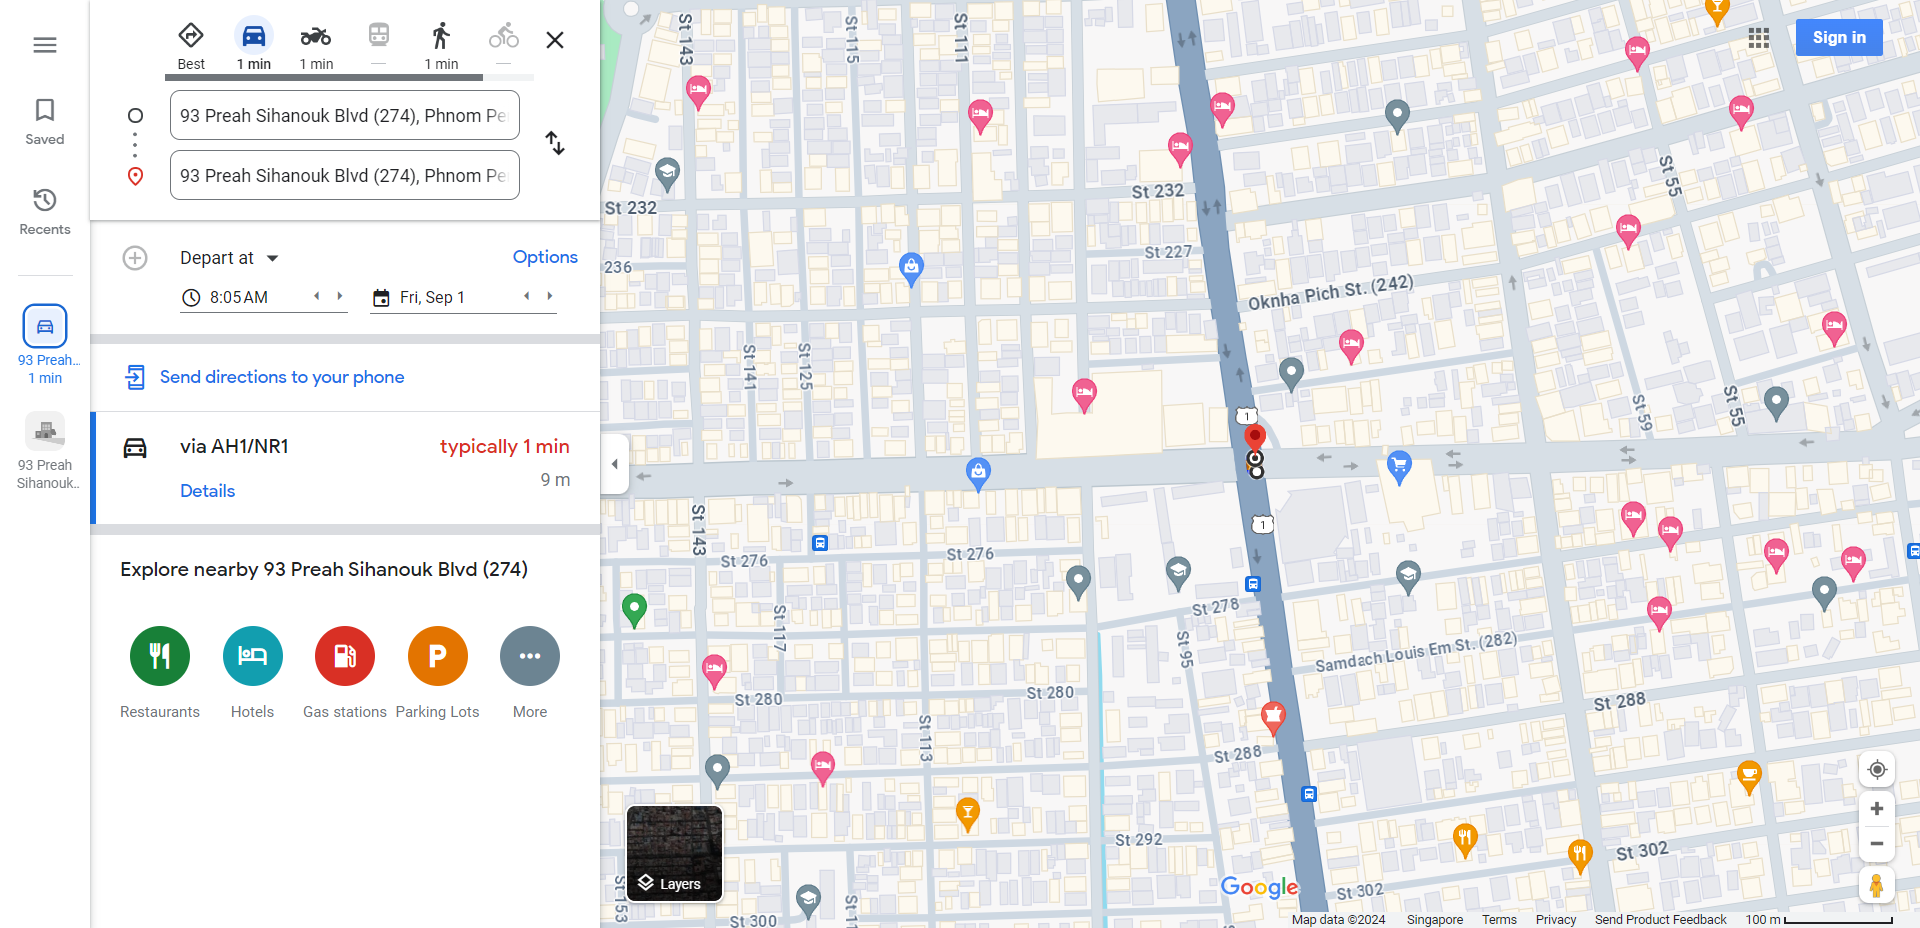 Best
1 min
1 min
—
1 min
—
Saved
Recents
93 Preah...
1 min
93 Preah
Sihanouk...
93 Preah Sihanouk Blvd (274), Phnom Pe
93 Preah Sihanouk Blvd (274), Phnom Pe
Depart at
Options
8:05 AM
Fri, Sep 1
Send directions to your phone
via AH1/NR1
typically 1 min
9 m
Details
Explore nearby 93 Preah Sihanouk Blvd (274)
Restaurants
Hotels
Gas stations
P
Parking Lots
More
Sign in
St 143
St 115
St 111
St 232
St 232
St 55
236
St 227
Oknha Pich St. (242)
St 141
St 125
St 59
St 55
1
1
St 143
St 276
St 276
St 278
St 117
St 95
Samdach Louis Em St. (282)
St 280
St 280
St 288
St 113
St 288
St 292
St 302
St 302
St 153
St 300
St 11
Layers
Google
Map data ©2024
Singapore
Terms
Privacy
Send Product Feedback
100 m